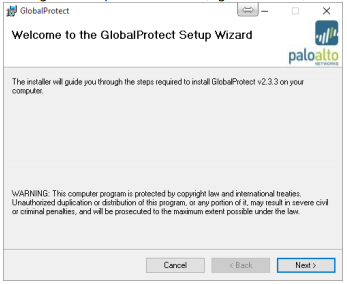 GlobalProtect
Welcome to the GlobalProtect Setup Wizard
paloalto
NETWORKS
The installer will guide you through the steps required to install GlobalProtect v2.3.3 on your
computer.
WARNING: This computer program is protected by copyright law and international treaties.
Unauthorized duplication or distribution of this program, or any portion of it, may result in severe civil
or criminal penalties, and will be prosecuted to the maximum extent possible under the law.
Cancel
< Back
Next >